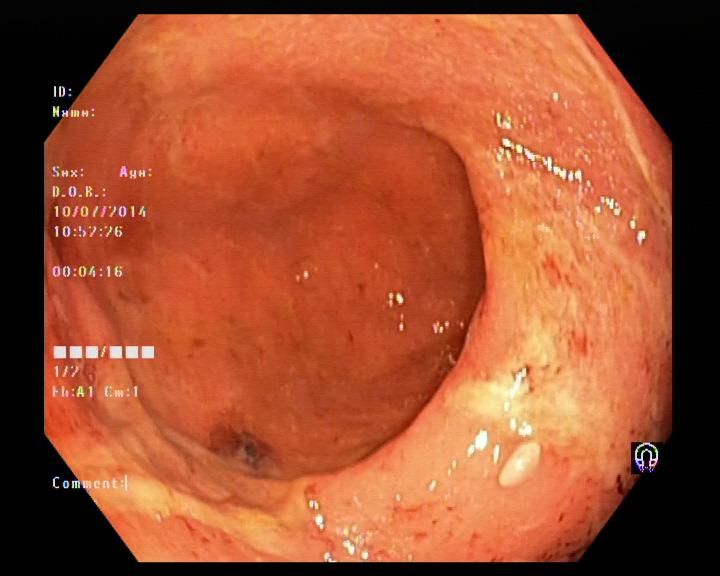 ID:
Name:
Sex: Age:
D.O.B.:
10/07/2014
10:52:26
00:04:16
■■■/■■■
1/2
Eh:A1 Cm:1
Comment: